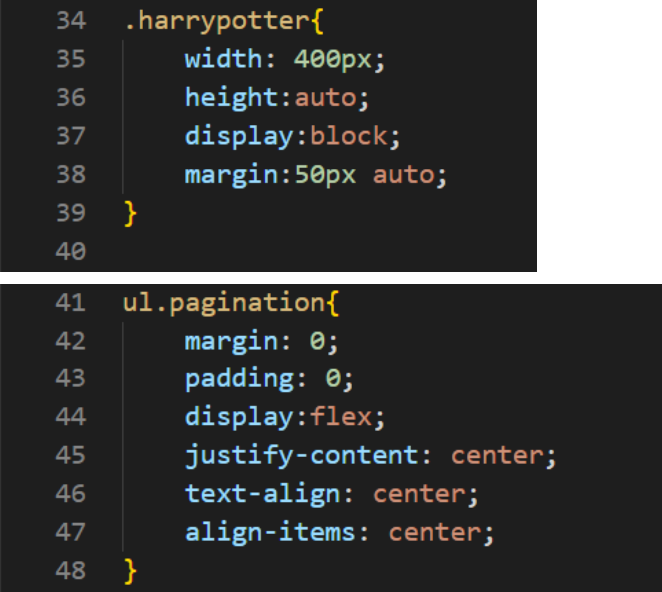 34 .harrypotter{
35 width: 400px;
36 height:auto;
37 display:block;
38 margin:50px auto;
39 }
40
41 ul.pagination{
42 margin: 0;
43 padding: 0;
44 display:flex;
45 justify-content: center;
46 text-align: center;
47 align-items: center;
48 }